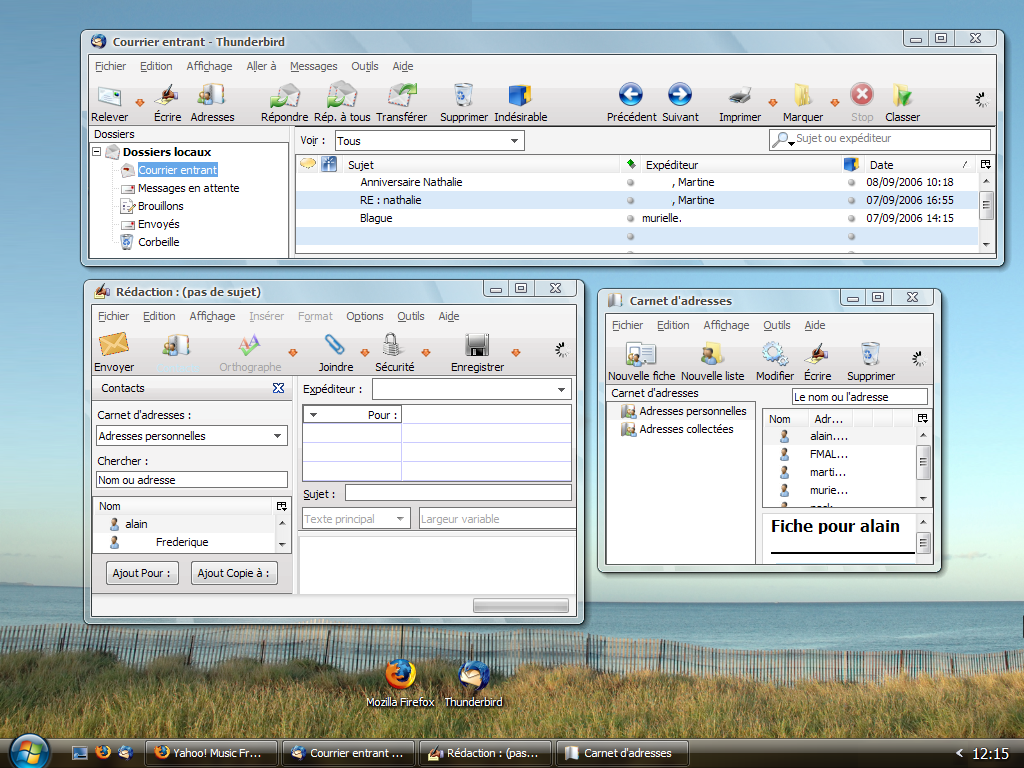 Courrier entrant - Thunderbird
Fichier Edition Affichage Aller à Messages Outils Aide
Relever Écrire Adresses Répondre Rép. à tous Transférer Supprimer Indésirable Précédent Suivant Imprimer Marquer Stop Classer
Dossiers
Voir : Tous
Sujet ou expéditeur
Dossiers locaux
Courrier entrant
Messages en attente
Brouillons
Envoyés
Corbeille
Sujet Expéditeur Date
Anniversaire Nathalie , Martine 08/09/2006 10:18
RE : nathalie , Martine 07/09/2006 16:55
Blague murielle. 07/09/2006 14:15
Rédaction : (pas de sujet)
Fichier Edition Affichage Insérer Format Options Outils Aide
Envoyer Orthographe Joindre Sécurité Enregistrer
Contacts
Carnet d'adresses :
Adresses personnelles
Chercher :
Nom ou adresse
Nom
alain
Frederique
Ajout Pour : Ajout Copie à :
Expéditeur :
Pour :
Sujet :
Texte principal Largeur variable
Carnet d'adresses
Fichier Edition Affichage Outils Aide
Nouvelle fiche Nouvelle liste Modifier Écrire Supprimer
Carnet d'adresses
Le nom ou l'adresse
Adresses personnelles
Adresses collectées
Nom Adr...
alain....
FMAL...
marti...
murie...
Fiche pour alain
Mozilla Firefox Thunderbird
Yahoo! Music Fr... Courrier entrant ... Rédaction : (pas... Carnet d'adresses < 12:15